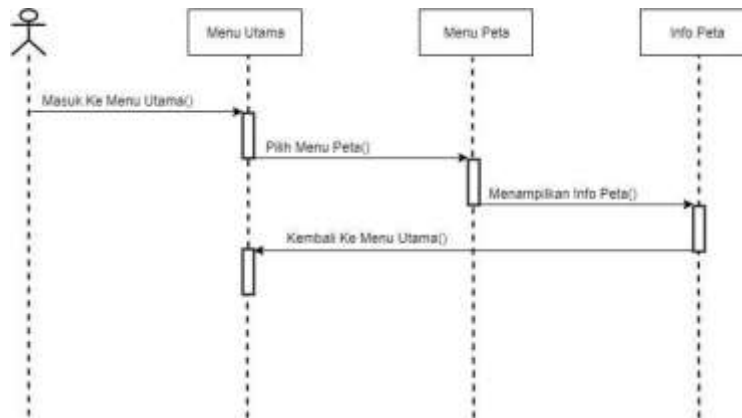 Menu Utama
Menu Peta
Info Peta
Masuk Ke Menu Utama()
Pilih Menu Peta()
Menampilkan Info Peta()
Kembali Ke Menu Utama()